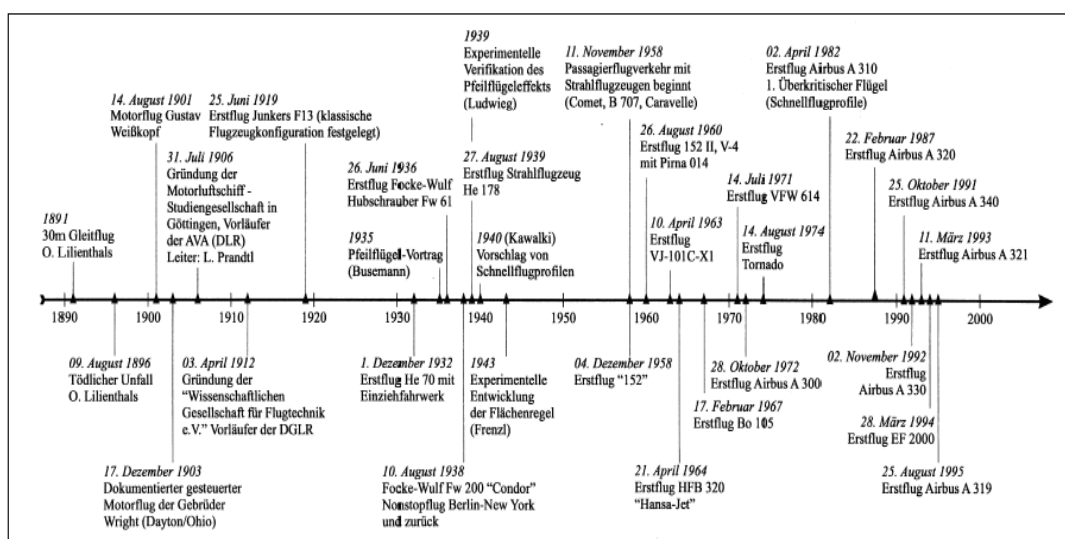 1939
Experimentelle
Verifikation des
Pfeilflügeleffekts
(Ludwieg)
11. November 1958
Passagierflugverkehr mit
Strahlflugzeugen beginnt
(Comet, B 707, Caravelle)
02. April 1982
Erstflug Airbus A 310
1. Überkritischer Flügel
(Schnellflugprofile)
14. August 1901
Motorflug Gustav
Weißkopf
25. Juni 1919
Erstflug Junkers F13 (klassische
Flugzeugkonfiguration festgelegt)
26. August 1960
Erstflug 152 II, V-4
mit Pirna 014
22. Februar 1987
Erstflug Airbus A 320
31. Juli 1906
Gründung der
Motorluftschiff -
Studiengesellschaft in
Göttingen, Vorläufer
der AVA (DLR)
Leiter: L. Prandtl
26. Juni 1936
Erstflug Focke-Wulf
Hubschrauber Fw 61
27. August 1939
Erstflug Strahlflugzeug
He 178
14. Juli 1971
Erstflug VFW 614
25. Oktober 1991
Erstflug Airbus A 340
1891
30m Gleitflug
O. Lilienthals
1935
Pfeilflügel-Vortrag
(Busemann)
1940 (Kawalki)
Vorschlag von
Schnellflugprofilen
10. April 1963
Erstflug
VJ-101C-X1
14. August 1974
Erstflug
Tornado
11. März 1993
Erstflug Airbus A 321
1890 1900 1910 1920 1930 1940 1950 1960 1970 1980 1990 2000
09. August 1896
Tödlicher Unfall
O. Lilienthals
03. April 1912
Gründung der
“Wissenschaftlichen
Gesellschaft für Flugtechnik
e.V.” Vorläufer der DGLR
1. Dezember 1932
Erstflug He 70 mit
Einziehfahrwerk
1943
Experimentelle
Entwicklung
der Flächenregel
(Frenzl)
04. Dezember 1958
Erstflug “152”
28. Oktober 1972
Erstflug Airbus A 300
02. November 1992
Erstflug
Airbus A 330
17. Februar 1967
Erstflug Bo 105
28. März 1994
Erstflug EF 2000
17. Dezember 1903
Dokumentierter gesteuerter
Motorflug der Gebrüder
Wright (Dayton/Ohio)
10. August 1938
Focke-Wulf Fw 200 “Condor”
Nonstopflug Berlin-New York
und zurück
21. April 1964
Erstflug HFB 320
“Hansa-Jet”
25. August 1995
Erstflug Airbus A 319